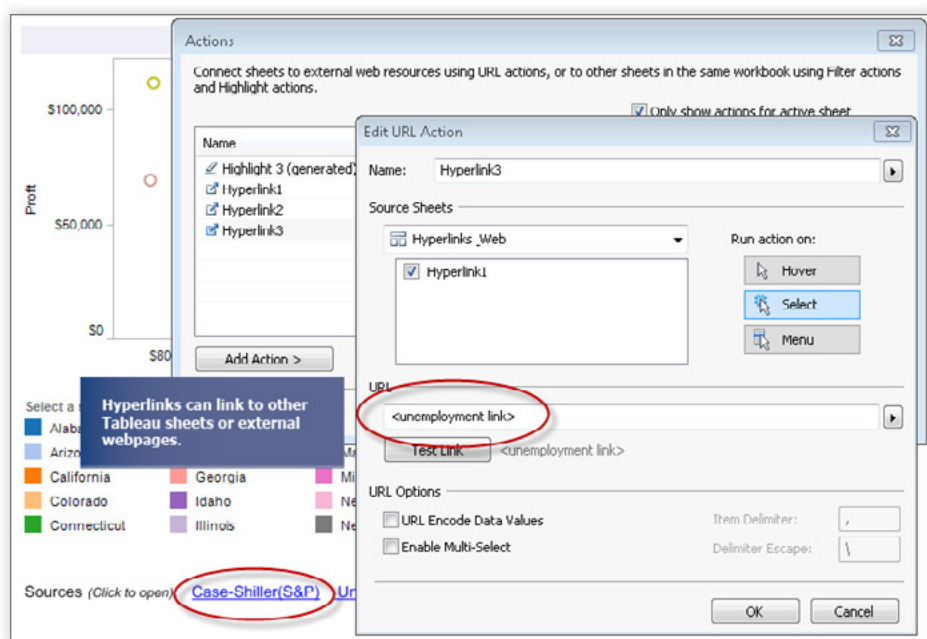 Actions
Connect sheets to external web resources using URL actions, or to other sheets in the same workbook using Filter actions
and Highlight actions.
Only show actions for active sheet
Name
Highlight 3 (generated)
Hyperlink1
Hyperlink2
Hyperlink3
Add Action >
Edit URL Action
Name: Hyperlink3
Source Sheets
Hyperlinks _Web
Hyperlink1
Run action on:
Hover
Select
Menu
URL
<unemployment link>
Test Link <unemployment link>
URL Options
URL Encode Data Values
Item Delimiter: ,
Enable Multi-Select
Delimiter Escape: \
OK Cancel
Proft
$100,000
$50,000
$0
$80
Hyperlinks can link to other
Tableau sheets or external
webpages.
Select a
California Georgia
Colorado Idaho
Connecticut Illinois
Sources (Click to open) Case-Shiller(S&P)